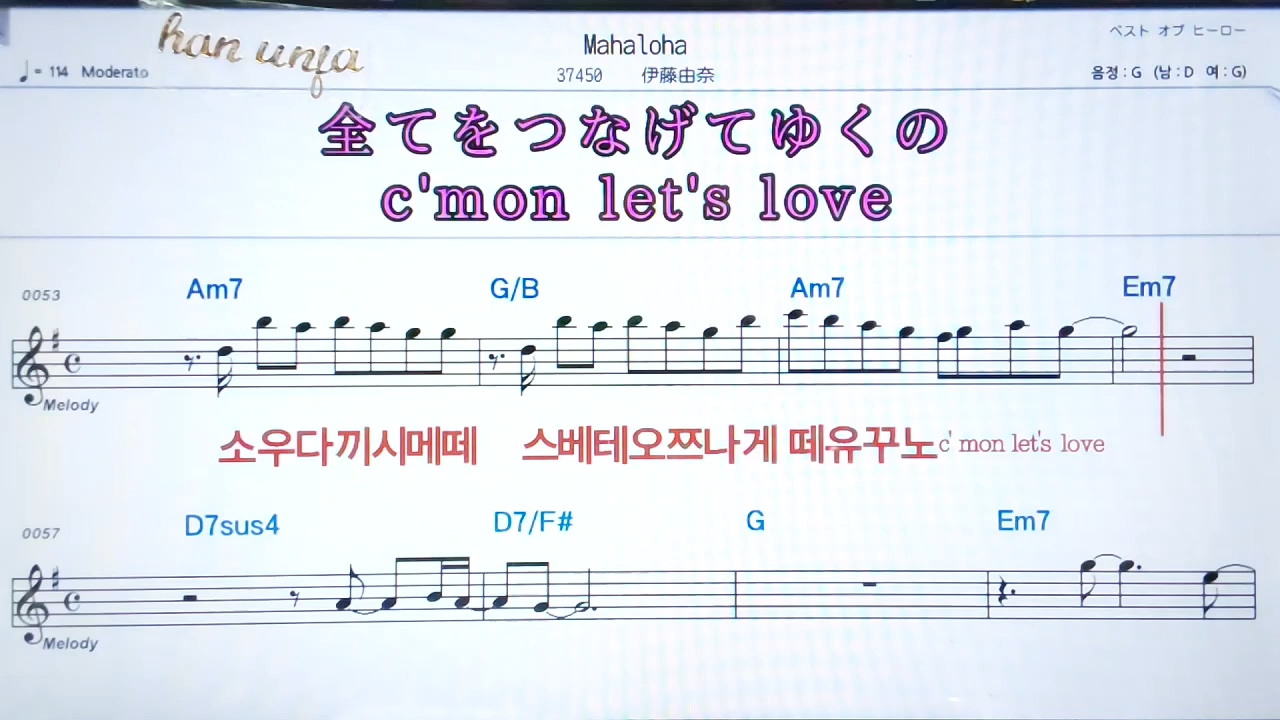 han unfa
Mahaloha
ベスト オブ ヒーロー
♩= 114 Moderato
37450 伊藤由奈
음정 : G (남 : D 여 : G)
全てをつなげてゆくの
c'mon let's love
0053
Am7 G/B Am7 Em7
Melody
소우다끼시메떼 스베테오쯔나게 떼유꾸노 c' mon let's love
0057
D7sus4 D7/F# G Em7
Melody